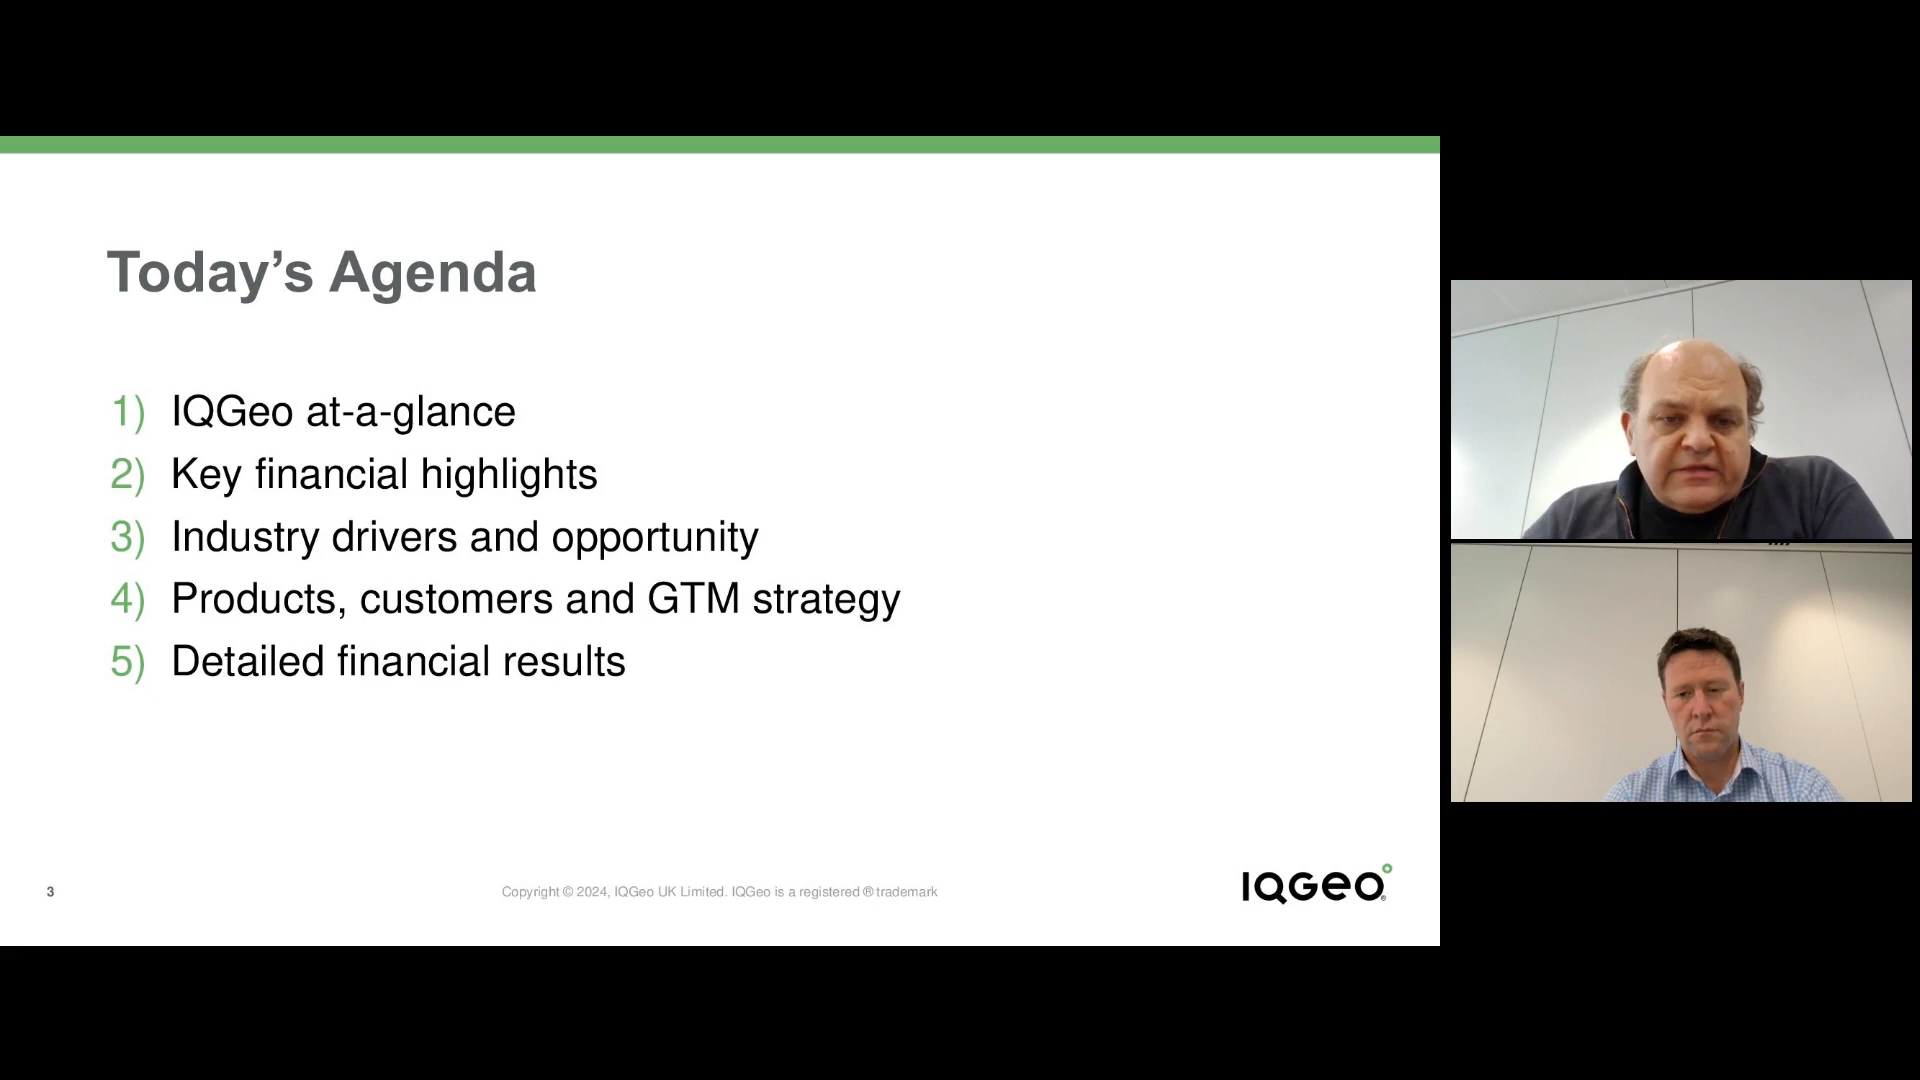 Today’s Agenda
1) IQGeo at-a-glance
2) Key financial highlights
3) Industry drivers and opportunity
4) Products, customers and GTM strategy
5) Detailed financial results
3
Copyright © 2024, IQGeo UK Limited. IQGeo is a registered ® trademark
IQGeo®